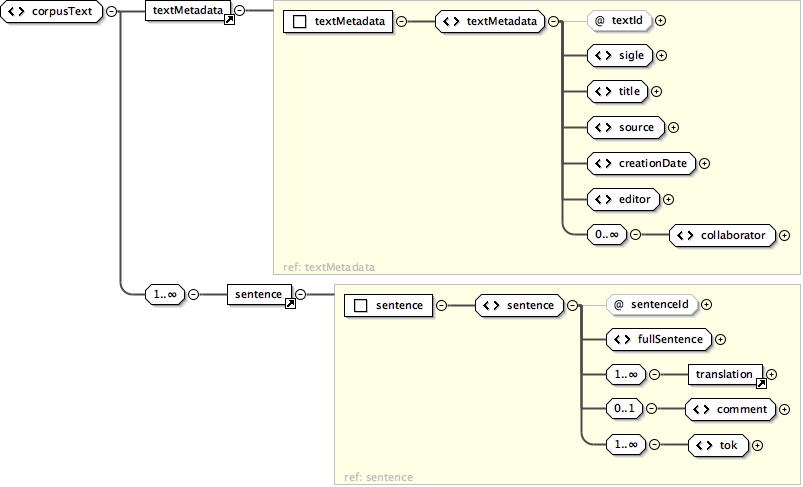 <> corpusText
textMetadata
textMetadata
<> textMetadata
@ textId
<> sigle
<> title
<> source
<> creationDate
<> editor
0..∞
<> collaborator
ref: textMetadata
1..∞
sentence
sentence
<> sentence
@ sentenceId
<> fullSentence
1..∞
translation
0..1
<> comment
1..∞
<> tok
ref: sentence